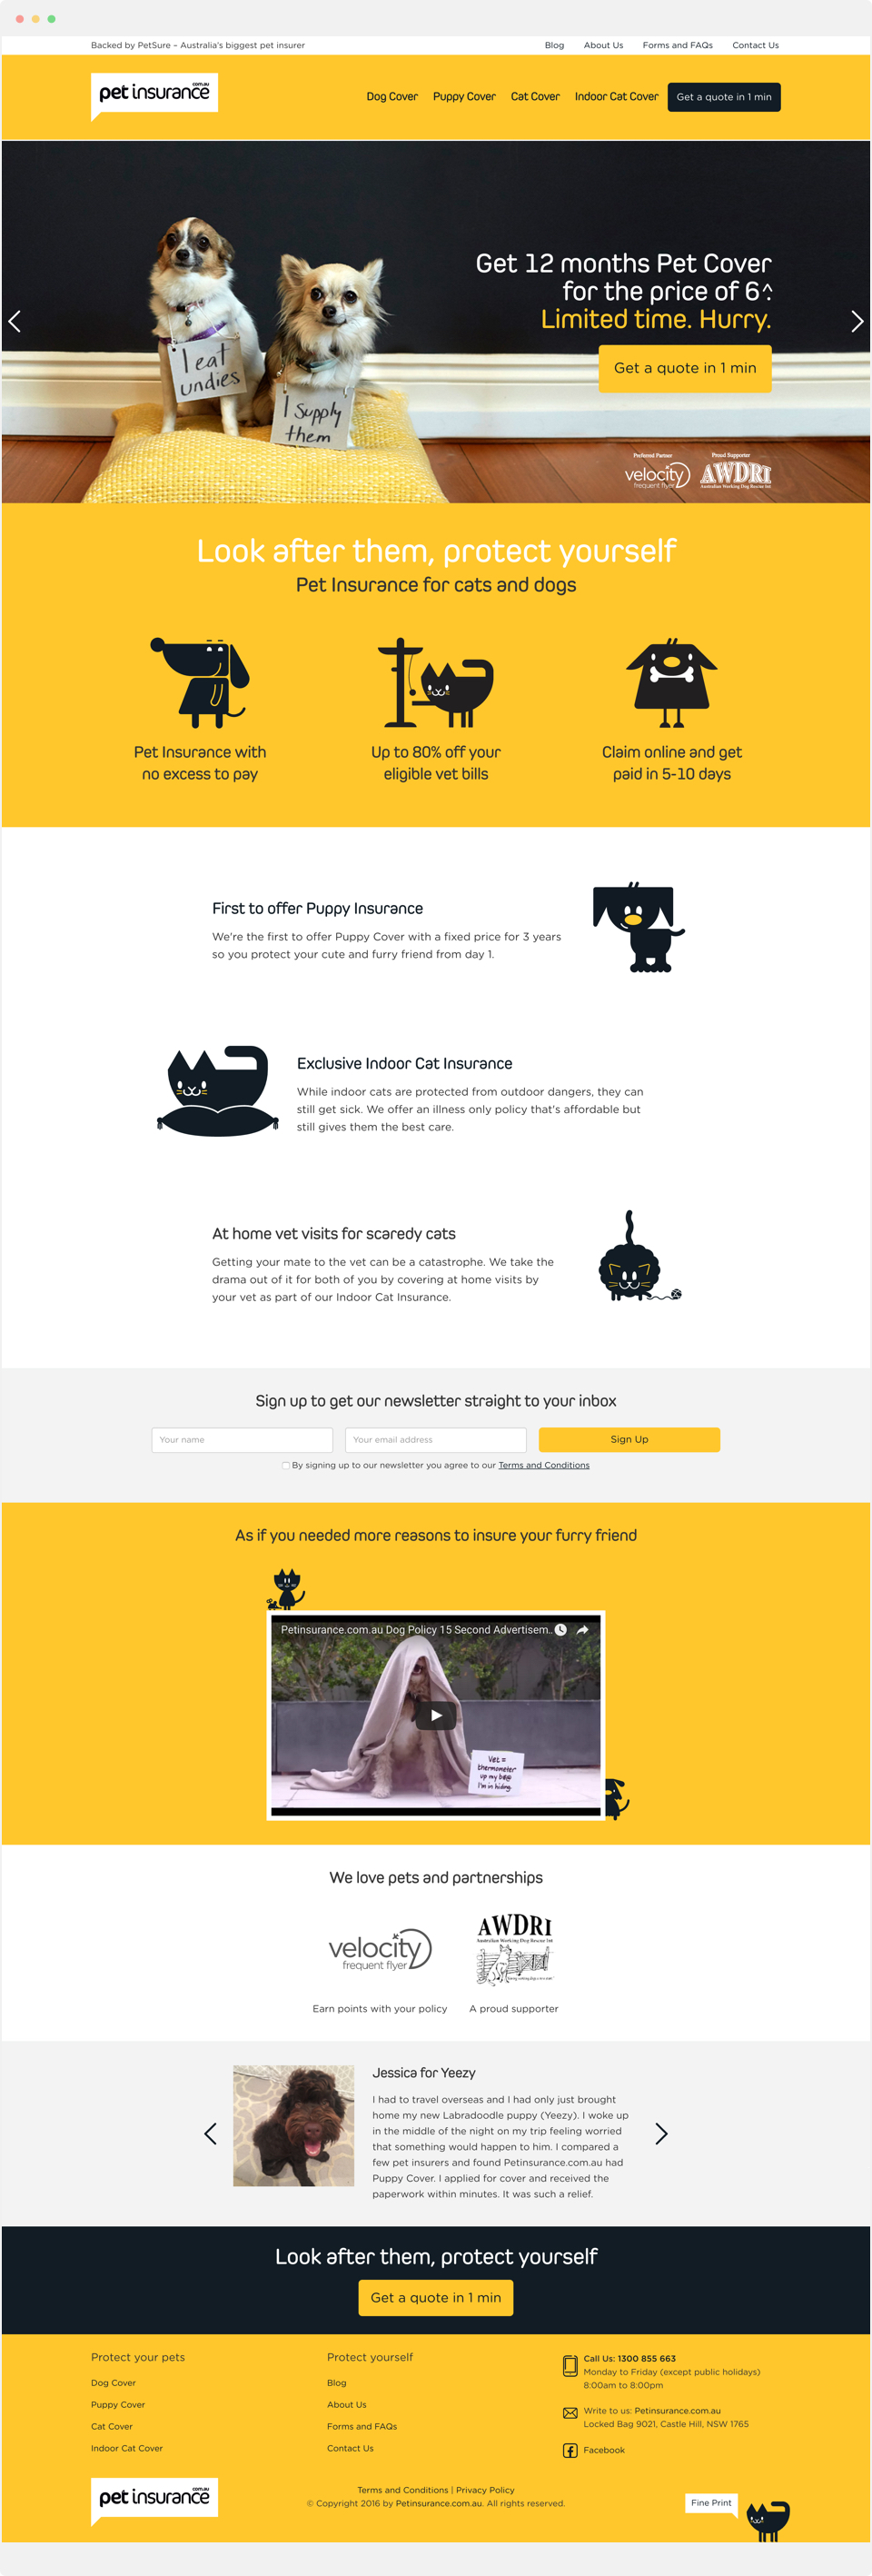 Backed by PetSure – Australia's biggest pet insurer
Blog
About Us
Forms and FAQs
Contact Us
pet insurance
.com.au
Dog Cover
Puppy Cover
Cat Cover
Indoor Cat Cover
Get a quote in 1 min
I eat
undies
I supply
them
Get 12 months Pet Cover
for the price of 6^.
Limited time. Hurry.
Get a quote in 1 min
Preferred Partner
velocity
frequent flyer
Proud Supporter
AWDRI
Australian Working Dog Rescue Int
Look after them, protect yourself
Pet Insurance for cats and dogs
Pet Insurance with
no excess to pay
Up to 80% off your
eligible vet bills
Claim online and get
paid in 5-10 days
First to offer Puppy Insurance
We're the first to offer Puppy Cover with a fixed price for 3 years
so you protect your cute and furry friend from day 1.
Exclusive Indoor Cat Insurance
While indoor cats are protected from outdoor dangers, they can
still get sick. We offer an illness only policy that's affordable but
still gives them the best care.
At home vet visits for scaredy cats
Getting your mate to the vet can be a catastrophe. We take the
drama out of it for both of you by covering at home visits by
your vet as part of our Indoor Cat Insurance.
Sign up to get our newsletter straight to your inbox
Your name
Your email address
Sign Up
By signing up to our newsletter you agree to our Terms and Conditions
As if you needed more reasons to insure your furry friend
Petinsurance.com.au Dog Policy 15 Second Advertisem...
Vet =
thermometer
up my b@@
I'm in hiding.
We love pets and partnerships
velocity
frequent flyer
Earn points with your policy
AWDRI
Australian Working Dog Rescue Int
A proud supporter
Jessica for Yeezy
I had to travel overseas and I had only just brought
home my new Labradoodle puppy (Yeezy). I woke up
in the middle of the night on my trip feeling worried
that something would happen to him. I compared a
few pet insurers and found Petinsurance.com.au had
Puppy Cover. I applied for cover and received the
paperwork within minutes. It was such a relief.
Look after them, protect yourself
Get a quote in 1 min
Protect your pets
Dog Cover
Puppy Cover
Cat Cover
Indoor Cat Cover
Protect yourself
Blog
About Us
Forms and FAQs
Contact Us
Call Us: 1300 855 663
Monday to Friday (except public holidays)
8:00am to 8:00pm
Write to us: Petinsurance.com.au
Locked Bag 9021, Castle Hill, NSW 1765
Facebook
pet insurance
.com.au
Terms and Conditions | Privacy Policy
© Copyright 2016 by Petinsurance.com.au. All rights reserved.
Fine Print